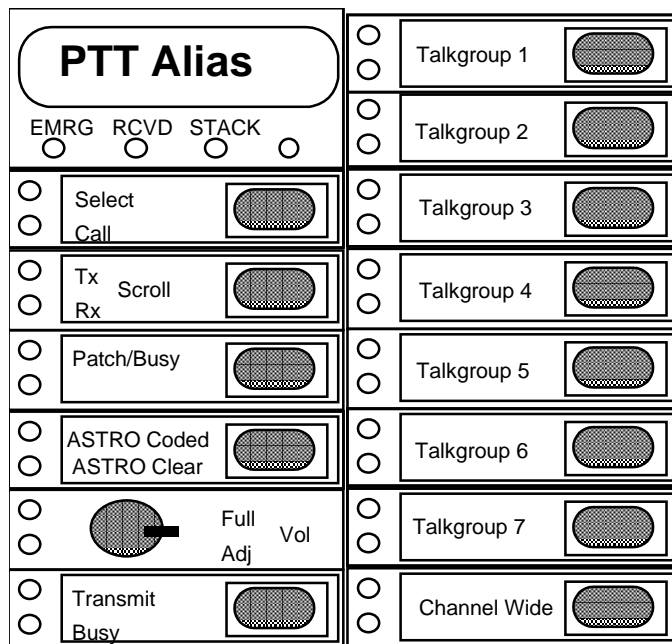 PTT Alias
EMRG RCVD STACK
Select
Call
Tx
Scroll
Rx
Patch/Busy
ASTRO Coded
ASTRO Clear
Full
Vol
Adj
Transmit
Busy
Talkgroup 1
Talkgroup 2
Talkgroup 3
Talkgroup 4
Talkgroup 5
Talkgroup 6
Talkgroup 7
Channel Wide